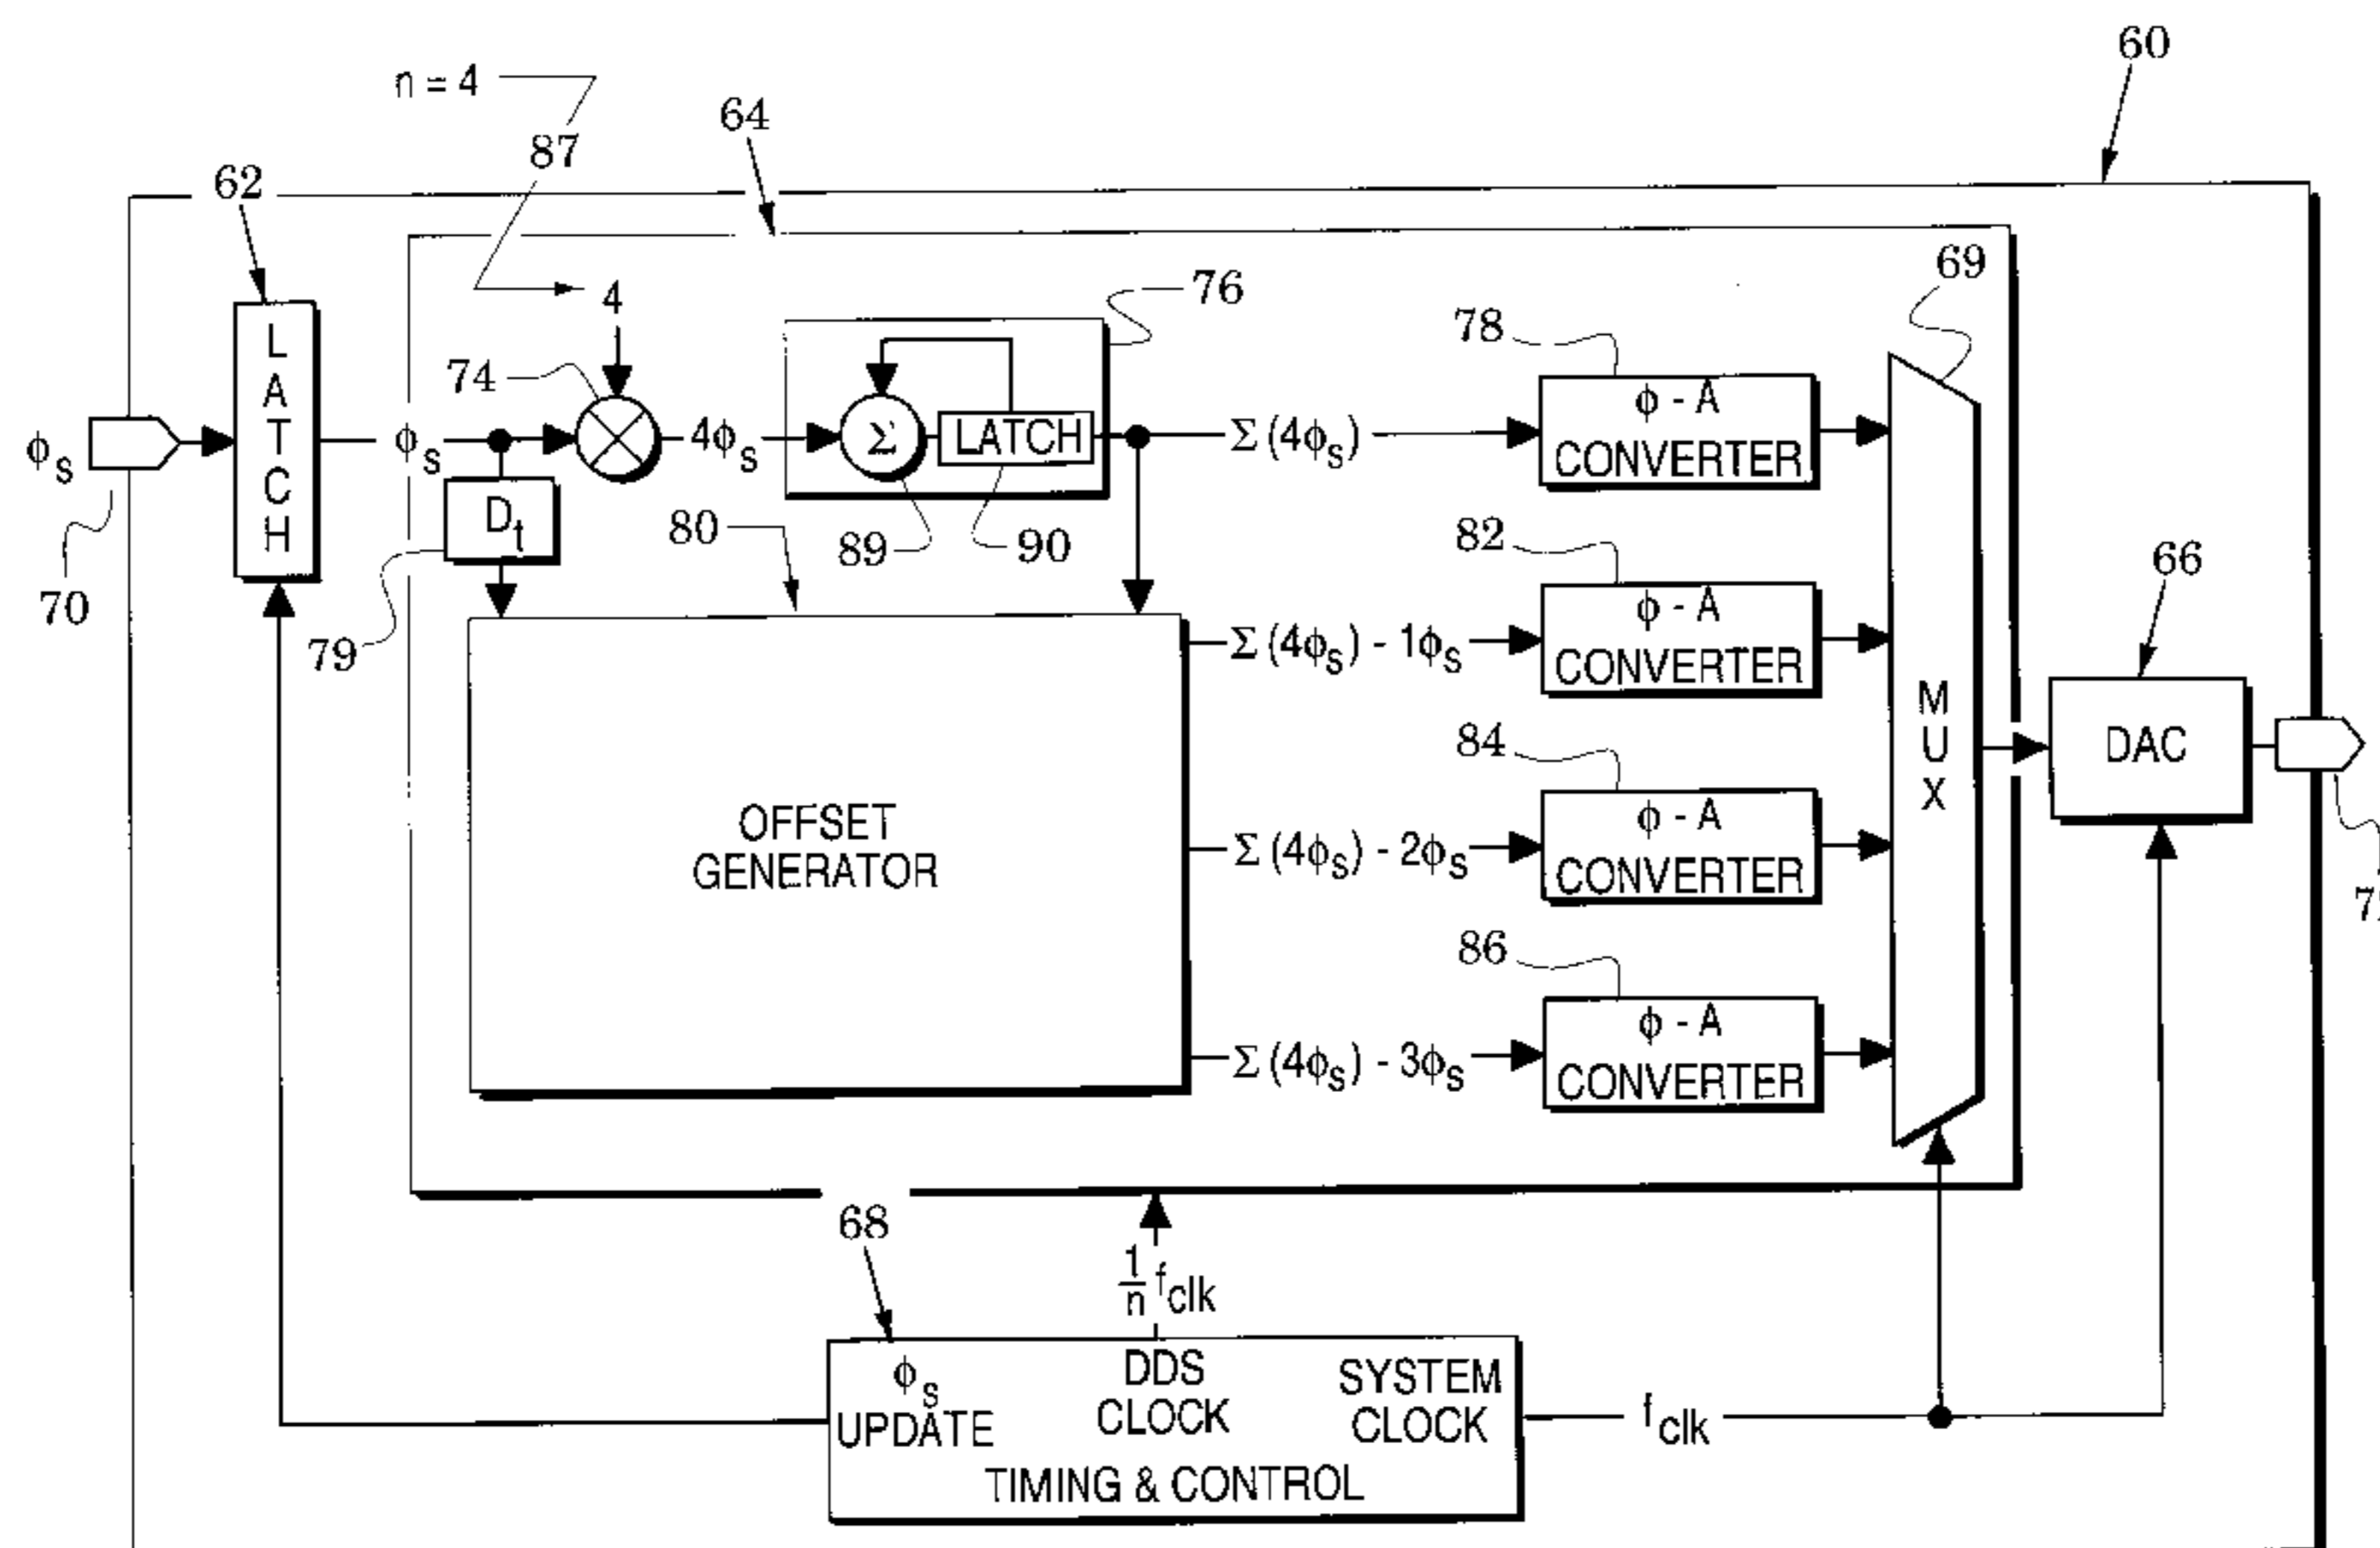 60
n = 4
87
64
62
76
69
4
78
74
LATCH
ϕs
ϕs
4ϕs
Σ
LATCH
Σ (4ϕs)
ϕ - A
CONVERTER
Dt
80
89
90
82
66
70
79
Σ (4ϕs) - 1ϕs
ϕ - A
CONVERTER
MUX
DAC
84
OFFSET
GENERATOR
Σ (4ϕs) - 2ϕs
ϕ - A
CONVERTER
86
Σ (4ϕs) - 3ϕs
ϕ - A
CONVERTER
68
1/n fclk
ϕs
UPDATE
DDS
CLOCK
SYSTEM
CLOCK
fclk
TIMING & CONTROL